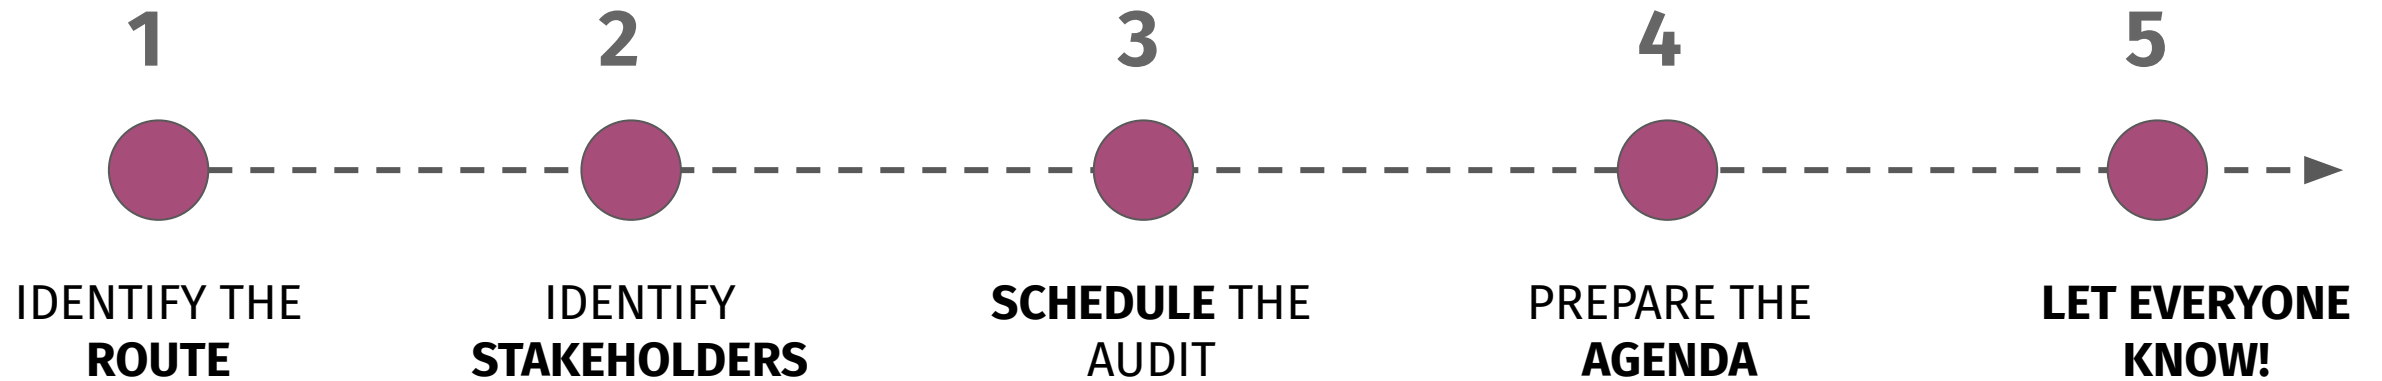 1
2
3
4
5
IDENTIFY THE
ROUTE
IDENTIFY
STAKEHOLDERS
SCHEDULE THE
AUDIT
PREPARE THE
AGENDA
LET EVERYONE
KNOW!